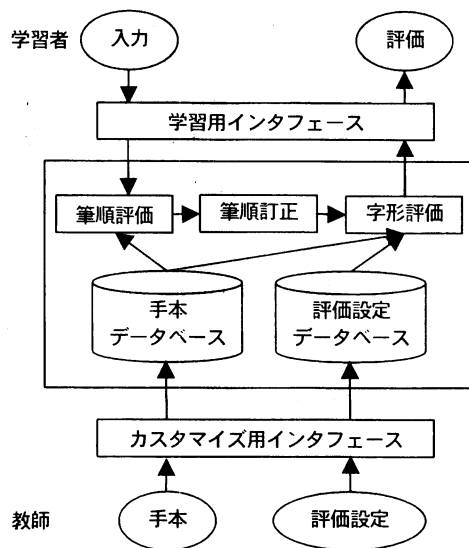 学習者 入力 評価
学習用インタフェース
筆順評価 筆順訂正 字形評価
手本 評価設定
データベース データベース
カスタマイズ用インタフェース
教師 手本 評価設定